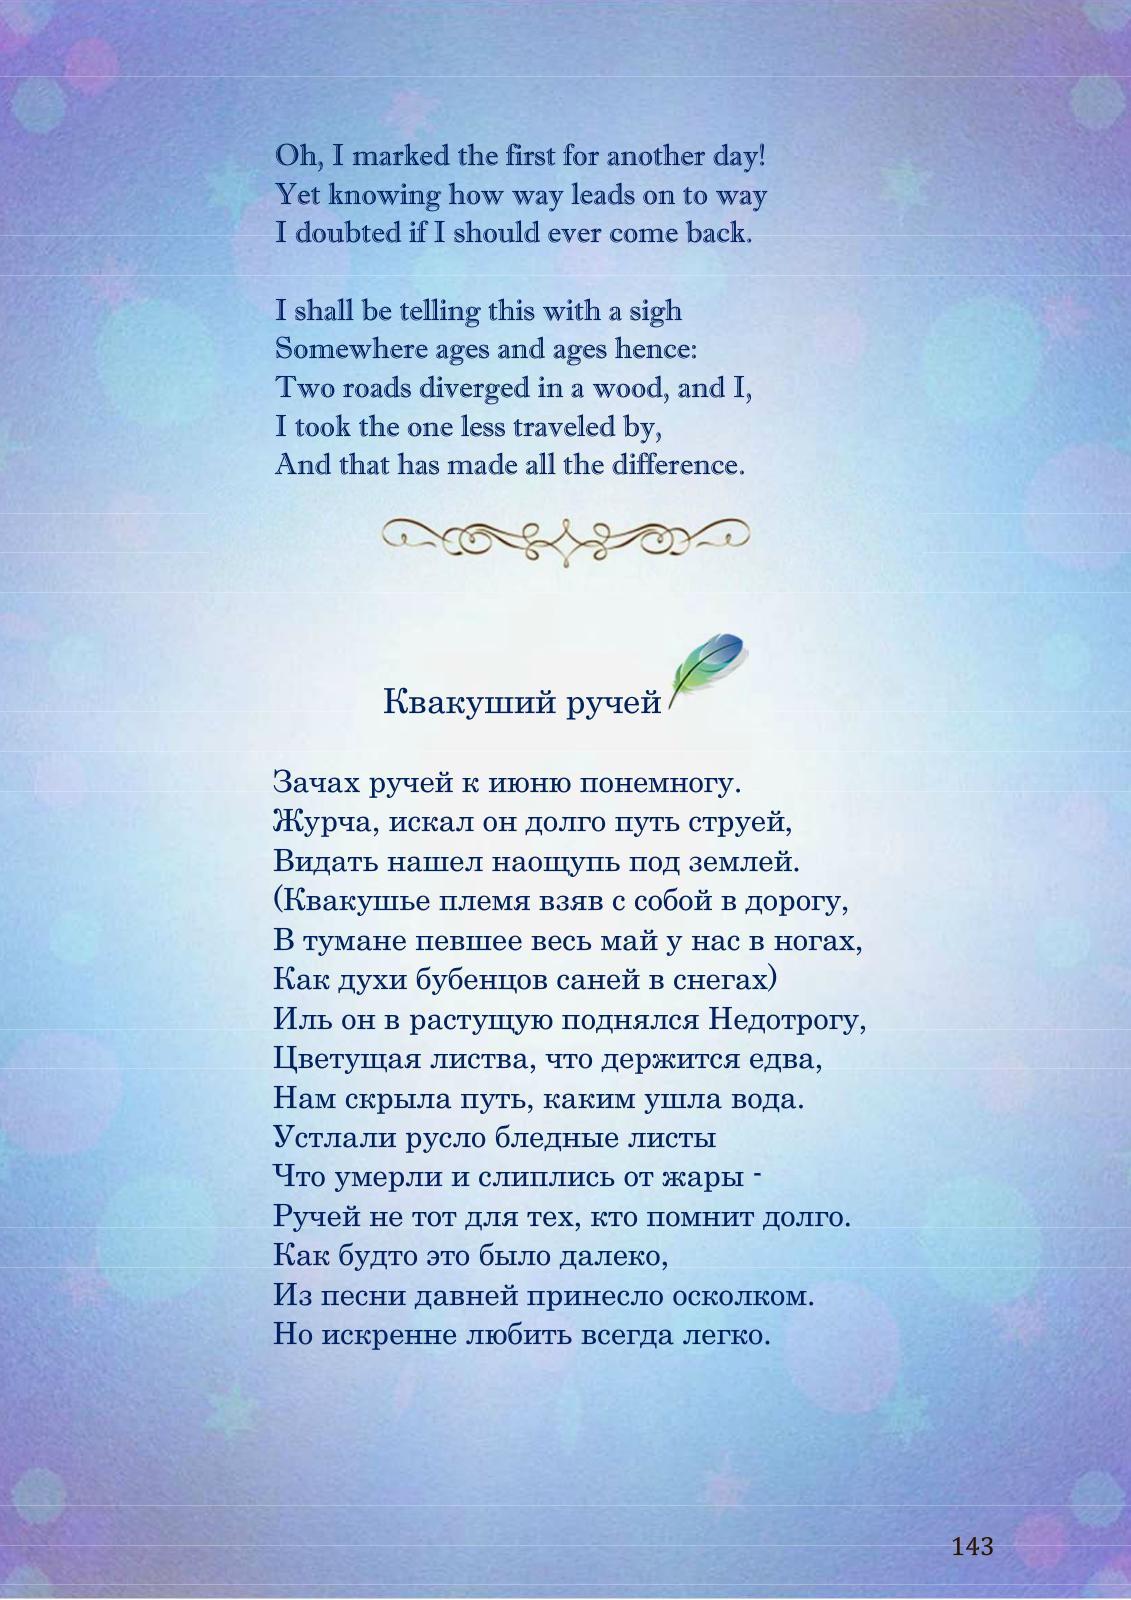 Oh, I marked the first for another day!
Yet knowing how way leads on to way
I doubted if I should ever come back.
I shall be telling this with a sigh
Somewhere ages and ages hence:
Two roads diverged in a wood, and I,
I took the one less traveled by,
And that has made all the difference.
Квакуший ручей
Зачах ручей к июню понемногу.
Журча, искал он долго путь струей,
Видать нашел наощупь под землей.
(Квакушье племя взяв с собой в дорогу,
В тумане певшее весь май у нас в ногах,
Как духи бубенцов саней в снегах)
Иль он в растущую поднялся Недотрогу,
Цветущая листва, что держится едва,
Нам скрыла путь, каким ушла вода.
Устлали русло бледные листы
Что умерли и слиплись от жары -
Ручей не тот для тех, кто помнит долго.
Как будто это было далеко,
Из песни давней принесло осколком.
Но искренне любить всегда легко.
143